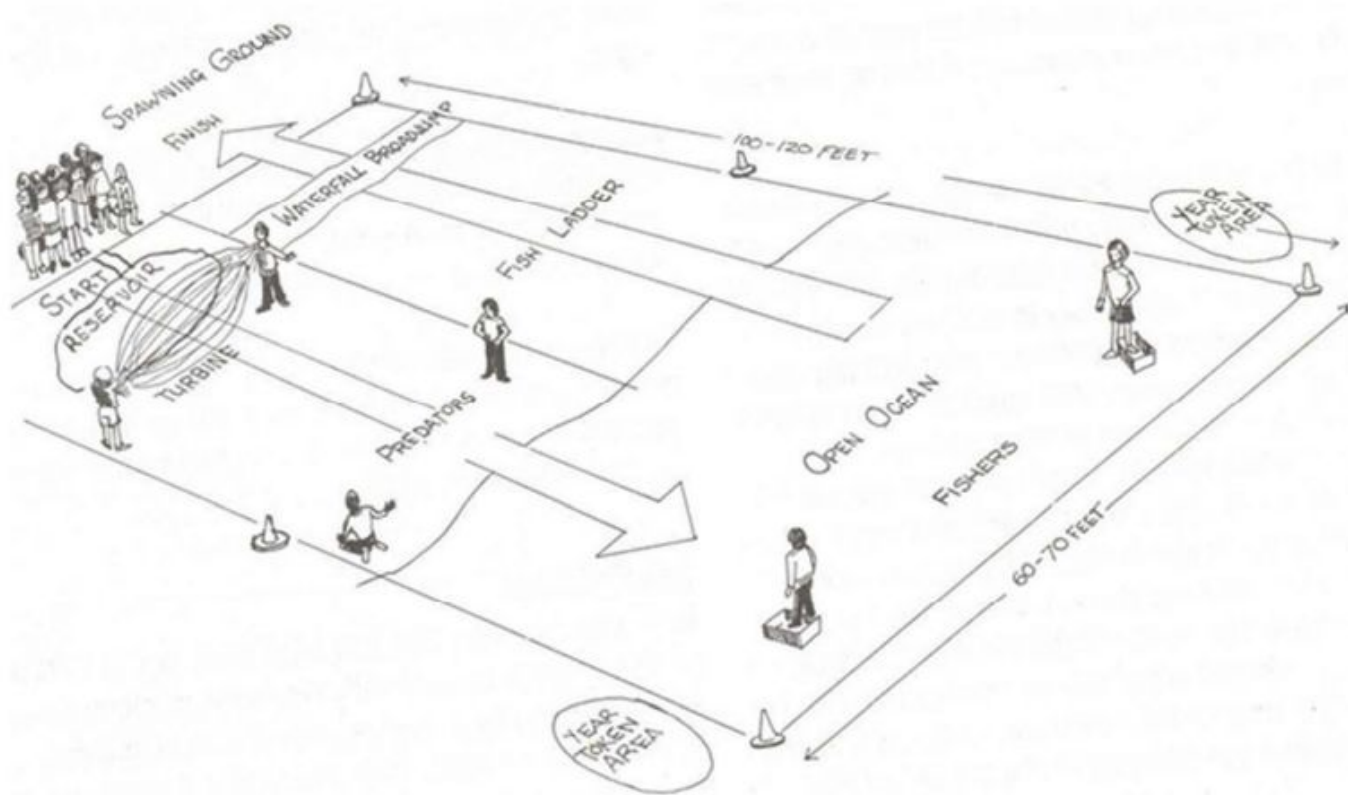 SPAWNING GROUND
FINISH
WATERFALL BROADJUMP
100-120 FEET
YEAR
TOKEN
AREA
FISH LADDER
START
RESERVOIR
TURBINE
PREDATORS
OPEN OCEAN
FISHERS
60-70 FEET
YEAR
TOKEN
AREA